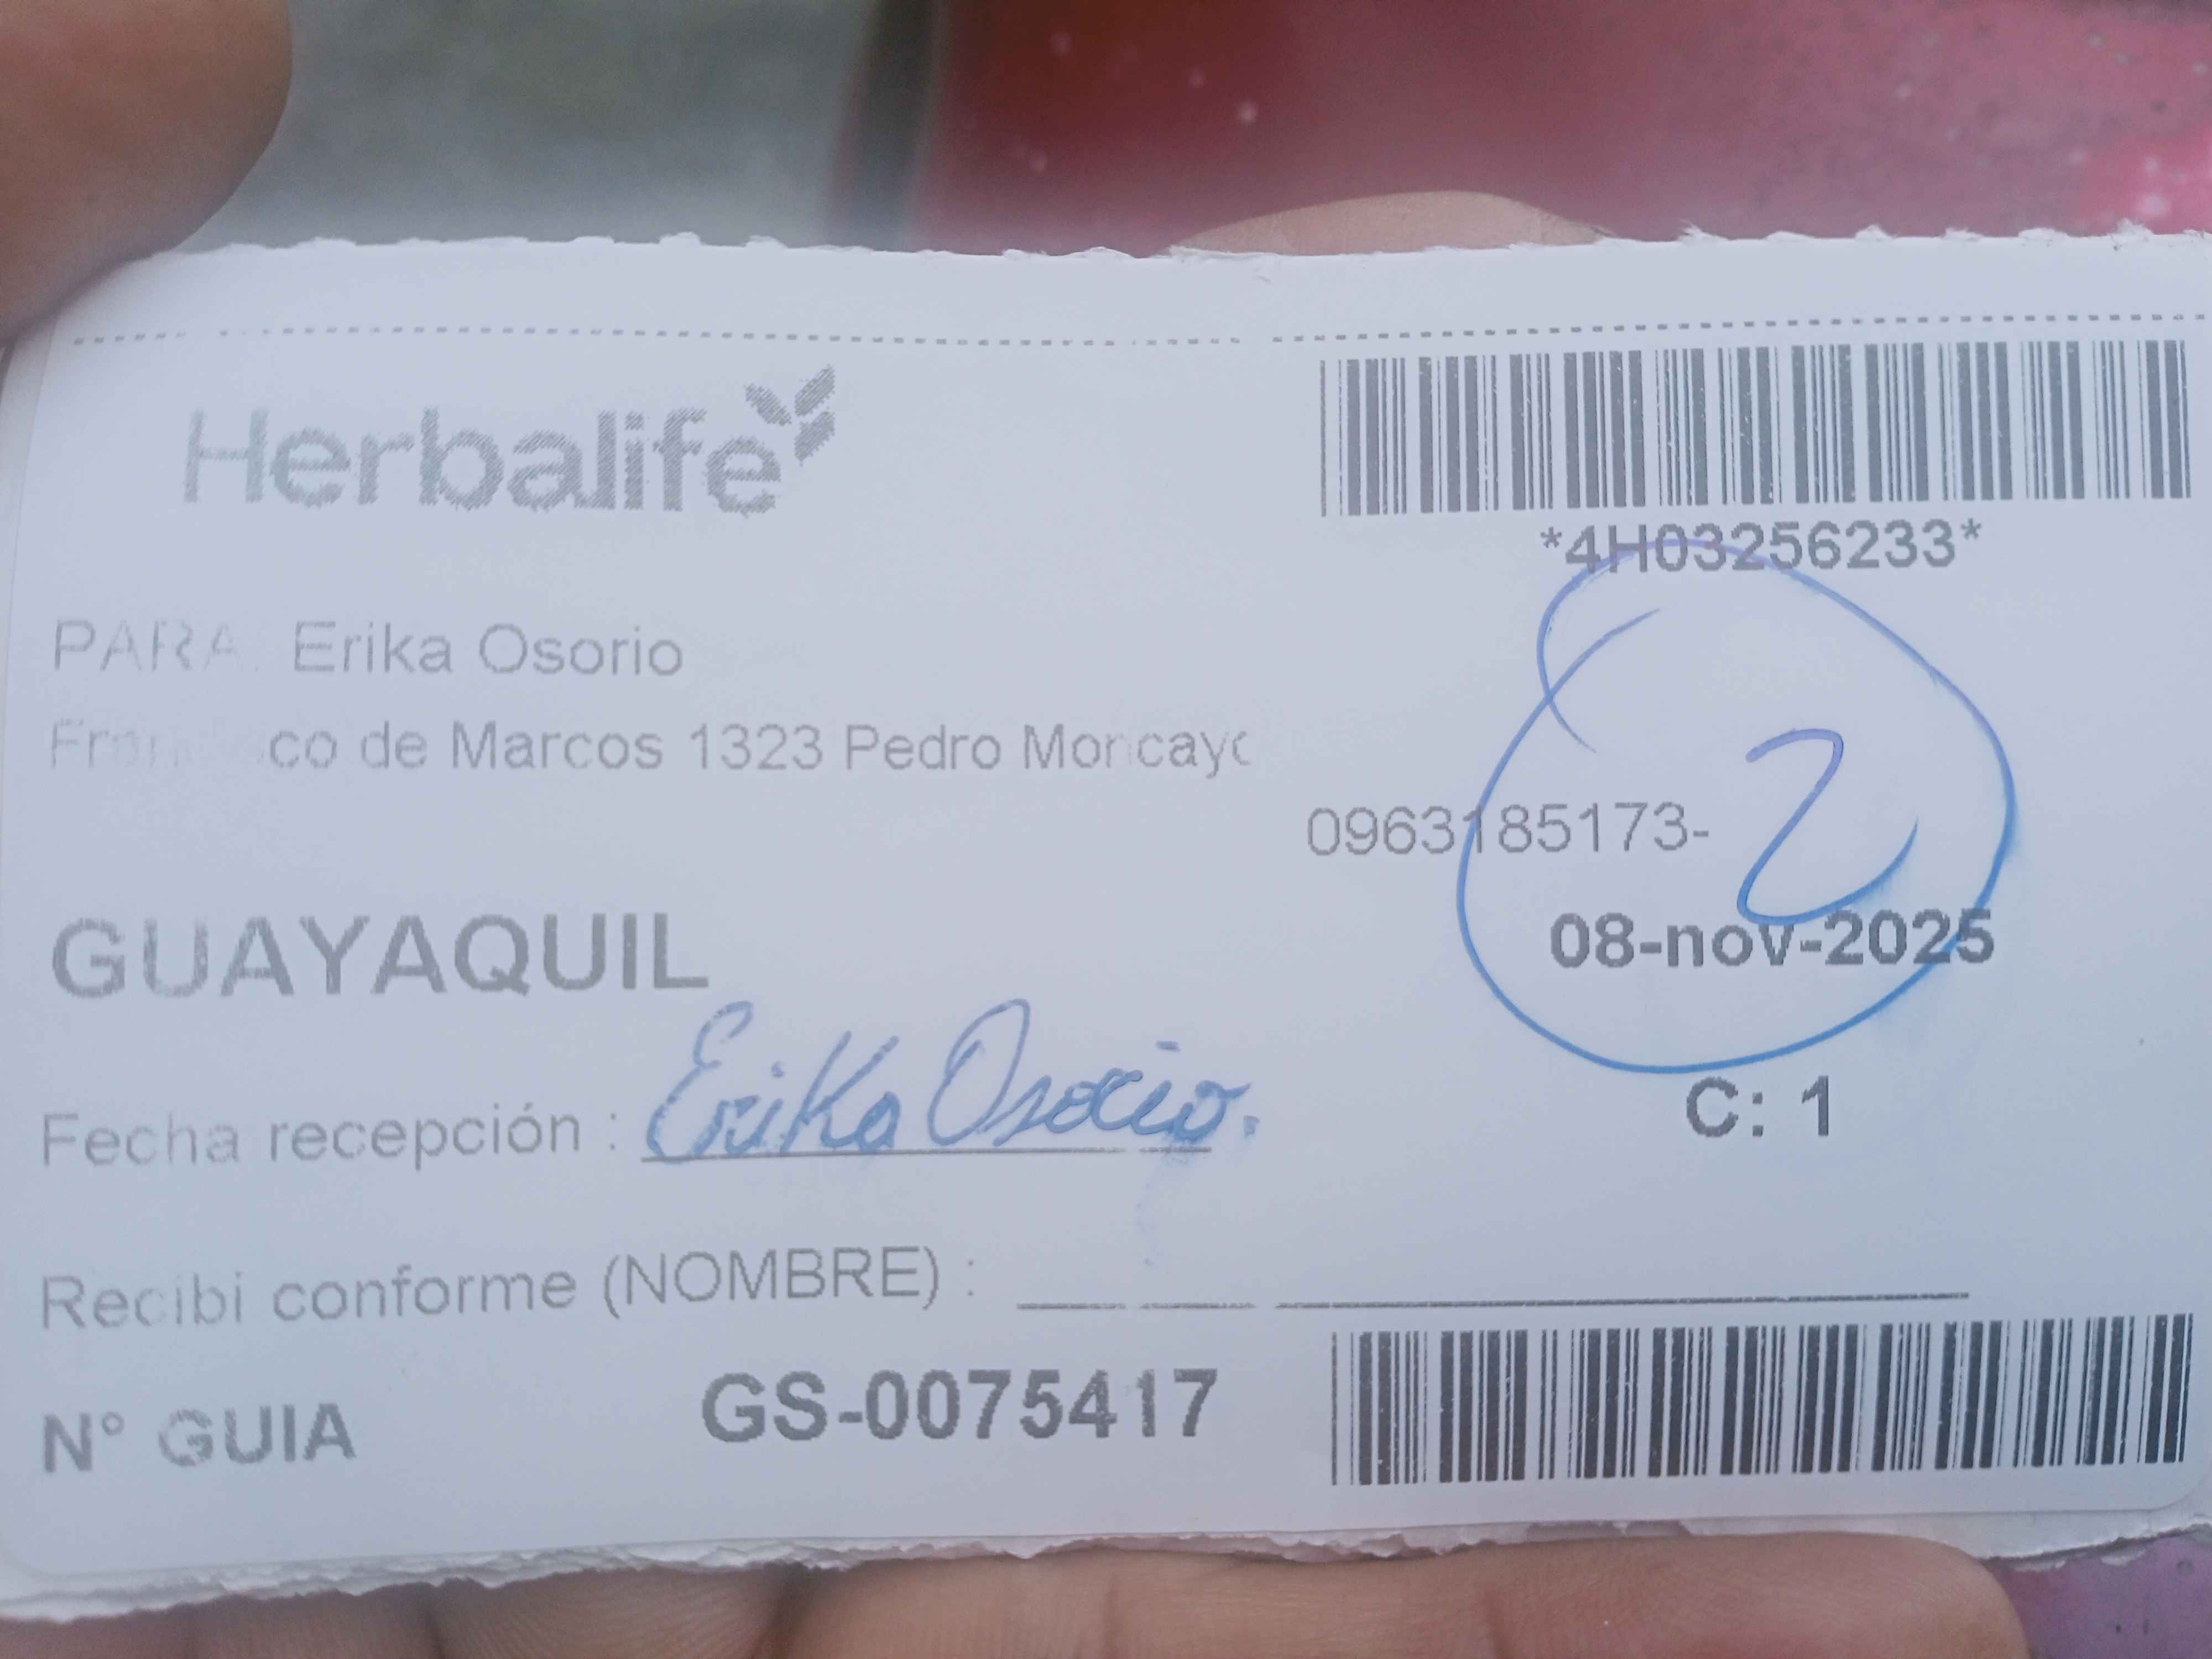 Herbalife
*4H03256233*
PARA Erika Osorio
co de Marcos 1323 Pedro Moncayo
0963185173-
2
GUAYAQUIL
08-nov-2025
Fecha recepción : Erika Osorio.
C: 1
Recibi conforme (NOMBRE) :
N° GUIA GS-0075417